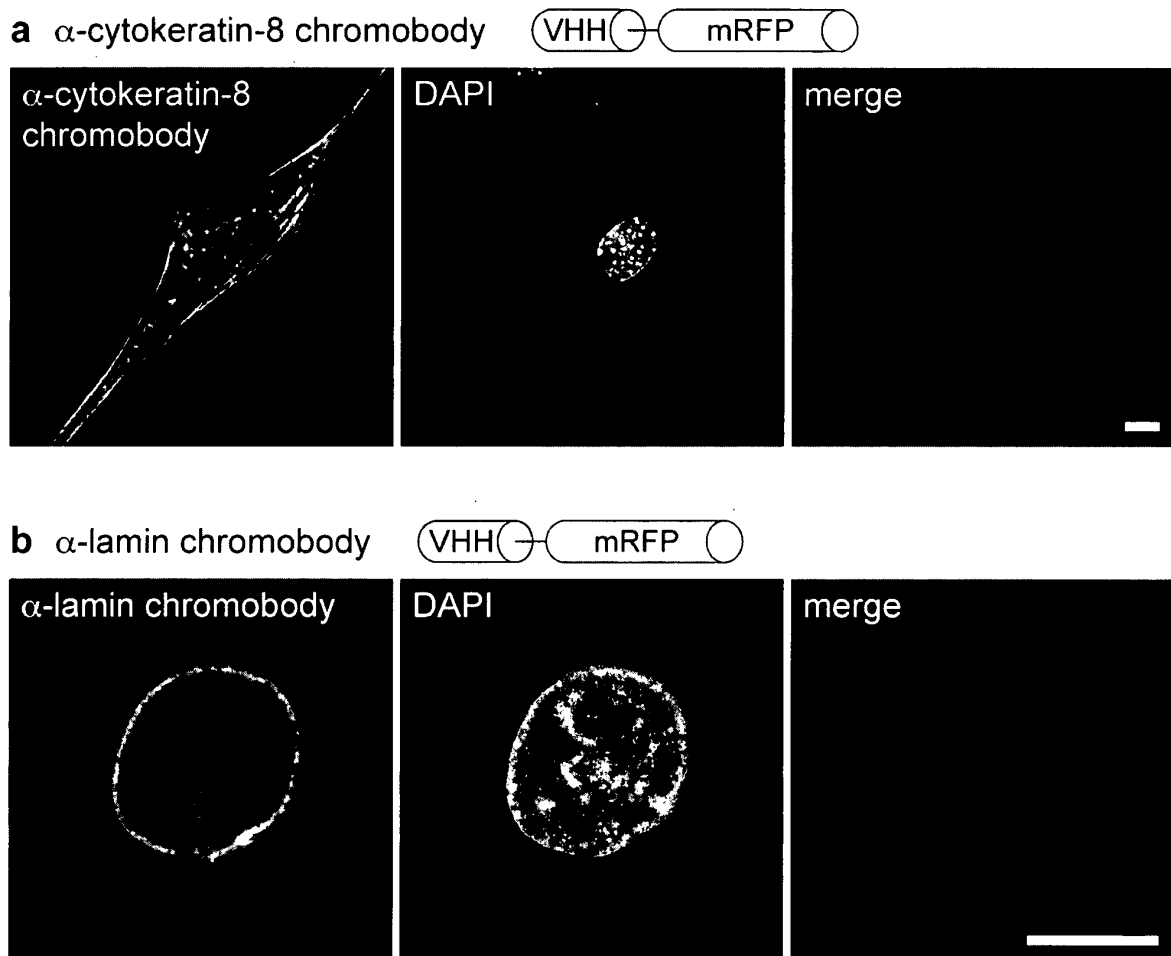 a α-cytokeratin-8 chromobody VHH mRFP
α-cytokeratin-8
chromobody
DAPI
merge
b α-lamin chromobody VHH mRFP
α-lamin chromobody
DAPI
merge